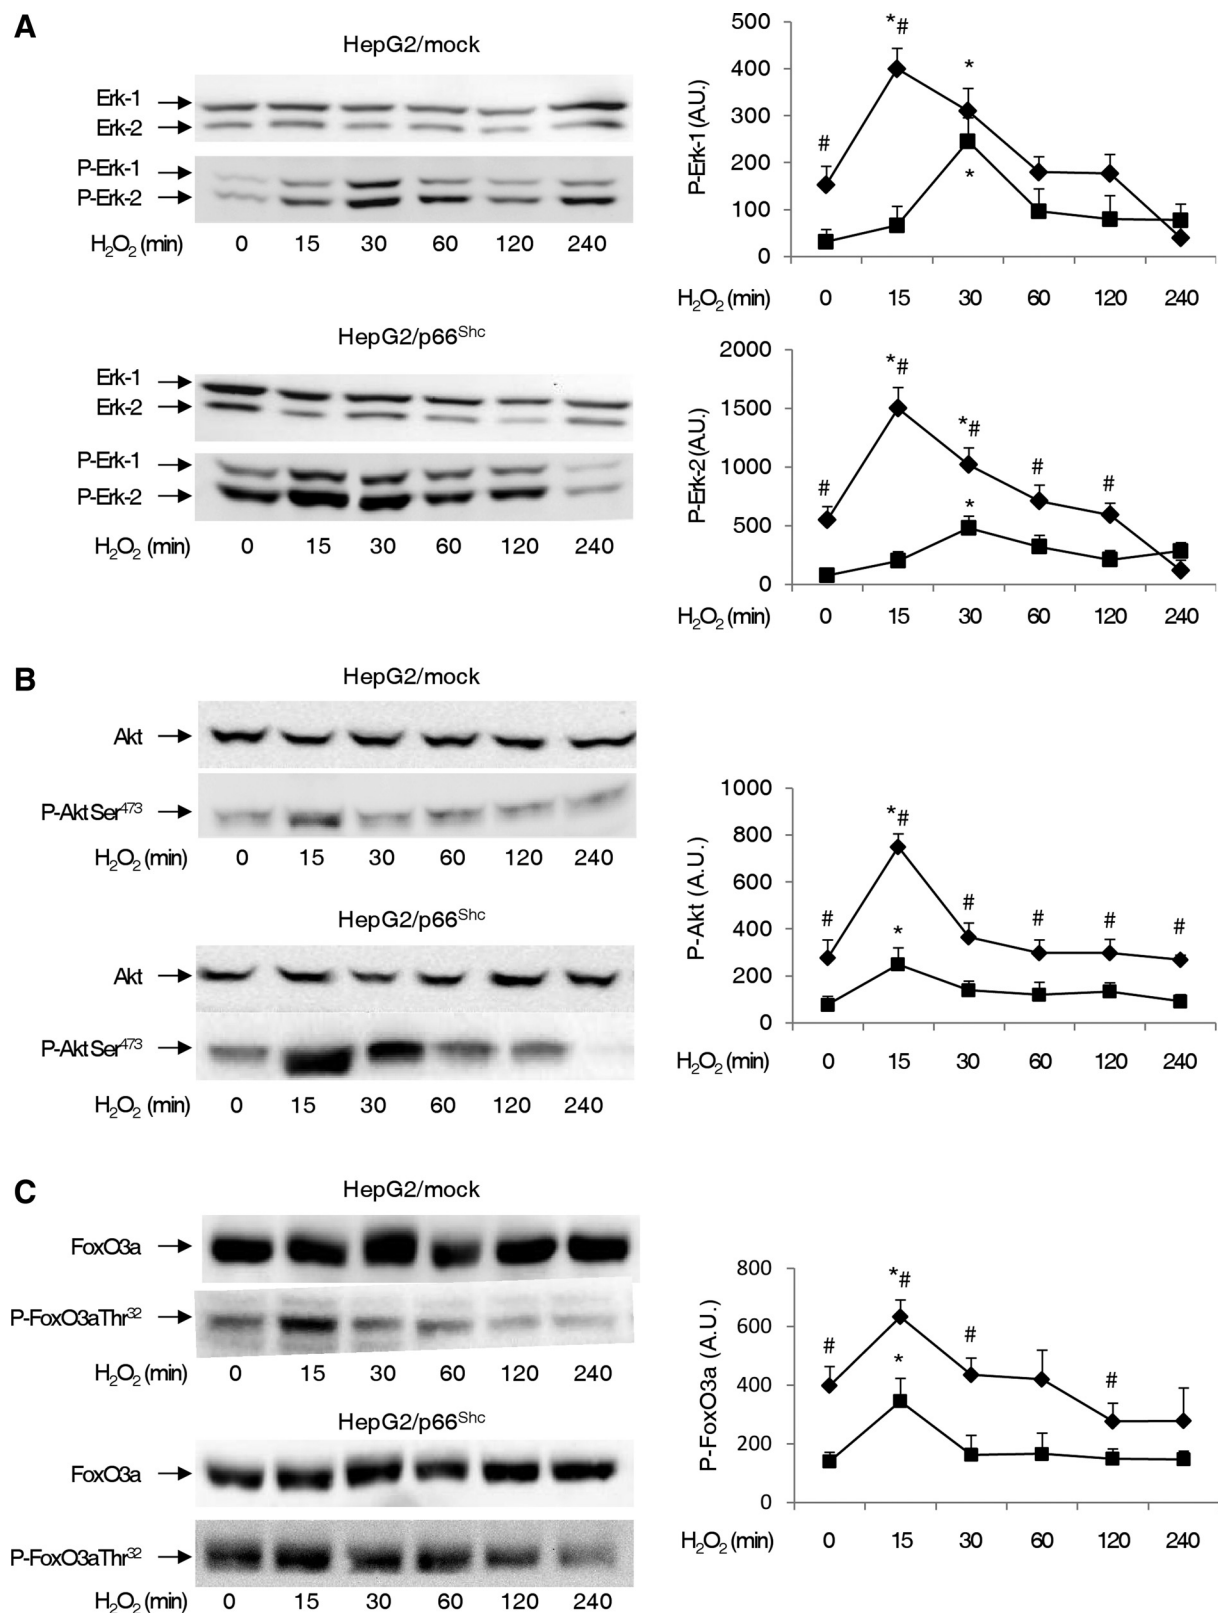 A
HepG2/mock
Erk-1
Erk-2
P-Erk-1
P-Erk-2
H₂O₂ (min) 0 15 30 60 120 240
HepG2/p66ˢʰᶜ
Erk-1
Erk-2
P-Erk-1
P-Erk-2
H₂O₂ (min) 0 15 30 60 120 240
P-Erk-1 (AU.)
500
400
300
200
100
0
# *# * *
H₂O₂ (min) 0 15 30 60 120 240
P-Erk-2 (AU.)
2000
1500
1000
500
0
# *# *# * # #
H₂O₂ (min) 0 15 30 60 120 240
B
HepG2/mock
Akt
P-Akt Ser⁴⁷³
H₂O₂ (min) 0 15 30 60 120 240
HepG2/p66ˢʰᶜ
Akt
P-Akt Ser⁴⁷³
H₂O₂ (min) 0 15 30 60 120 240
P-Akt (A.U.)
1000
800
600
400
200
0
# *# * # # # #
H₂O₂ (min) 0 15 30 60 120 240
C
HepG2/mock
FoxO3a
P-FoxO3aThr³²
H₂O₂ (min) 0 15 30 60 120 240
HepG2/p66ˢʰᶜ
FoxO3a
P-FoxO3aThr³²
H₂O₂ (min) 0 15 30 60 120 240
P-FoxO3a (A.U.)
800
600
400
200
0
# *# * # #
H₂O₂ (min) 0 15 30 60 120 240